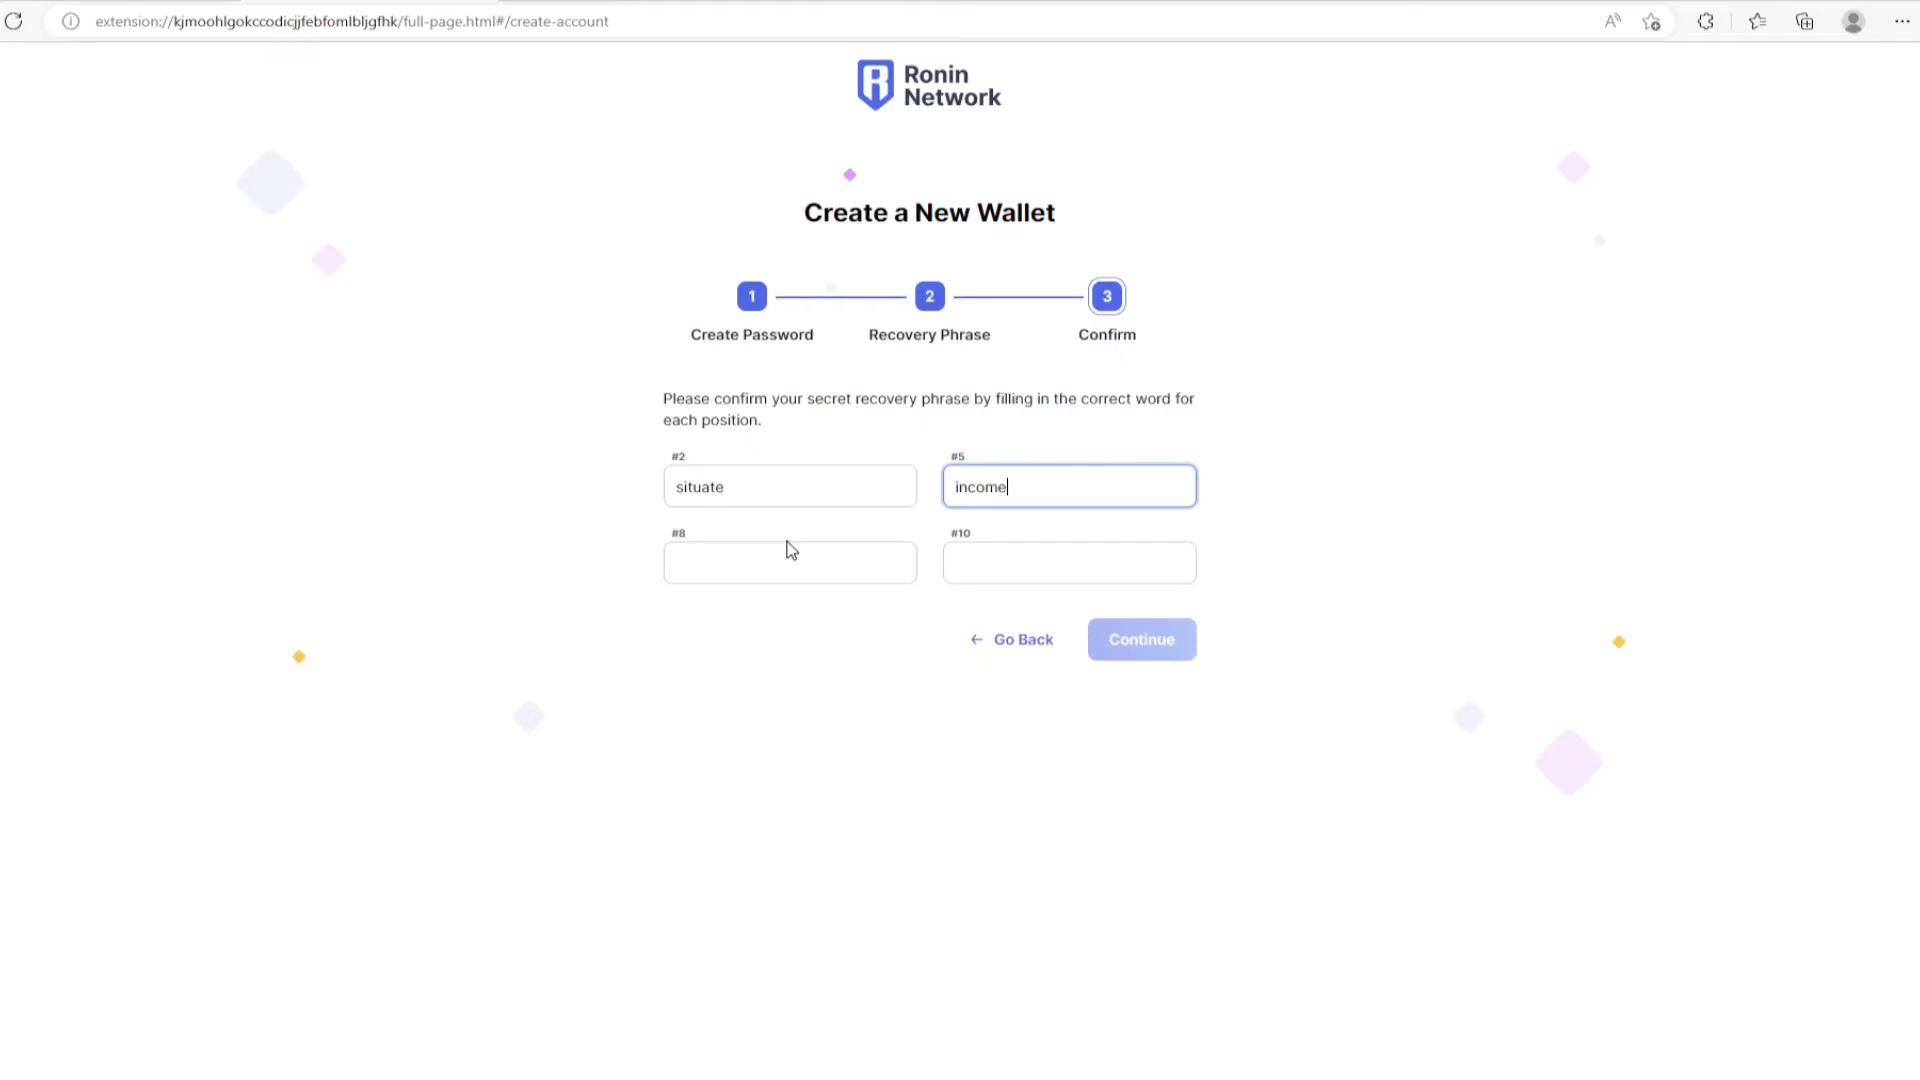 extension://kjmoohlgokccodicjjfebfomlbljgfhk/full-page.html#/create-account
Ronin
Network
Create a New Wallet
1
2
3
Create Password
Recovery Phrase
Confirm
Please confirm your secret recovery phrase by filling in the correct word for
each position.
#2
#5
situate
income
#8
#10
← Go Back
Continue